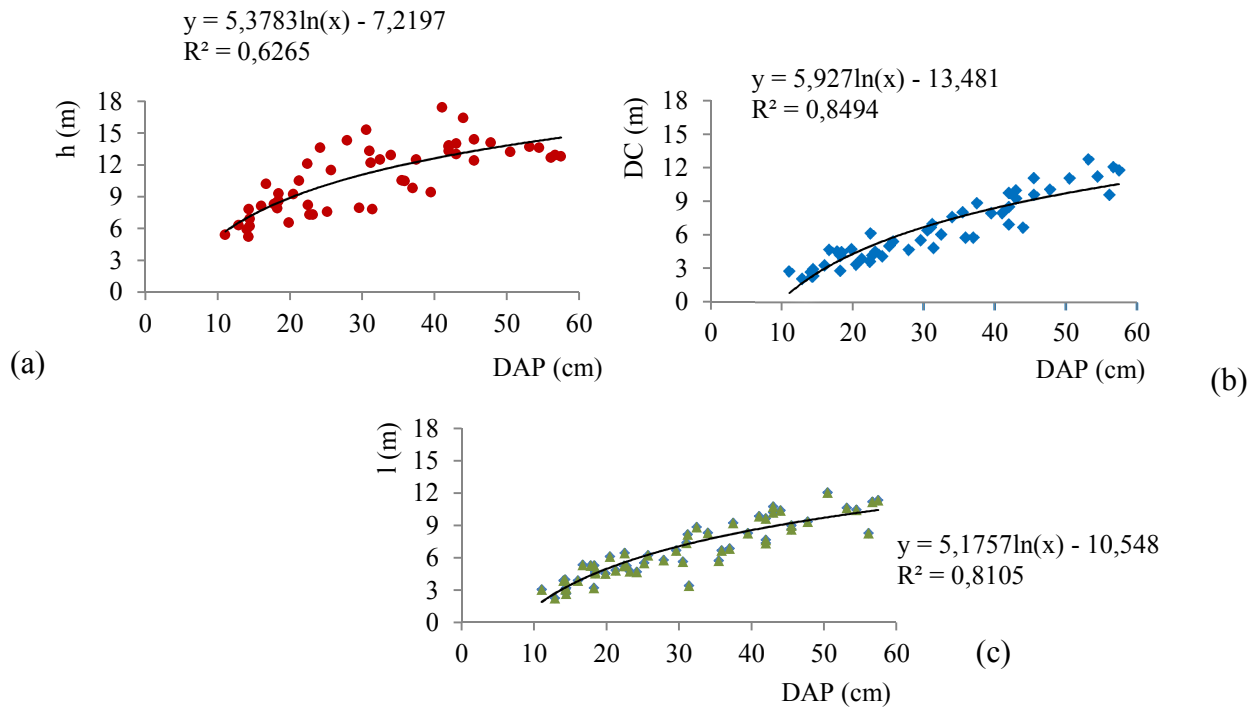 y = 5,3783ln(x) - 7,2197
R² = 0,6265
h (m)
18
15
12
9
6
3
0
0 10 20 30 40 50 60
DAP (cm)
(a)
y = 5,927ln(x) - 13,481
R² = 0,8494
DC (m)
18
15
12
9
6
3
0
0 10 20 30 40 50 60
DAP (cm)
(b)
l (m)
18
15
12
9
6
3
0
0 10 20 30 40 50 60
DAP (cm)
y = 5,1757ln(x) - 10,548
R² = 0,8105
(c)